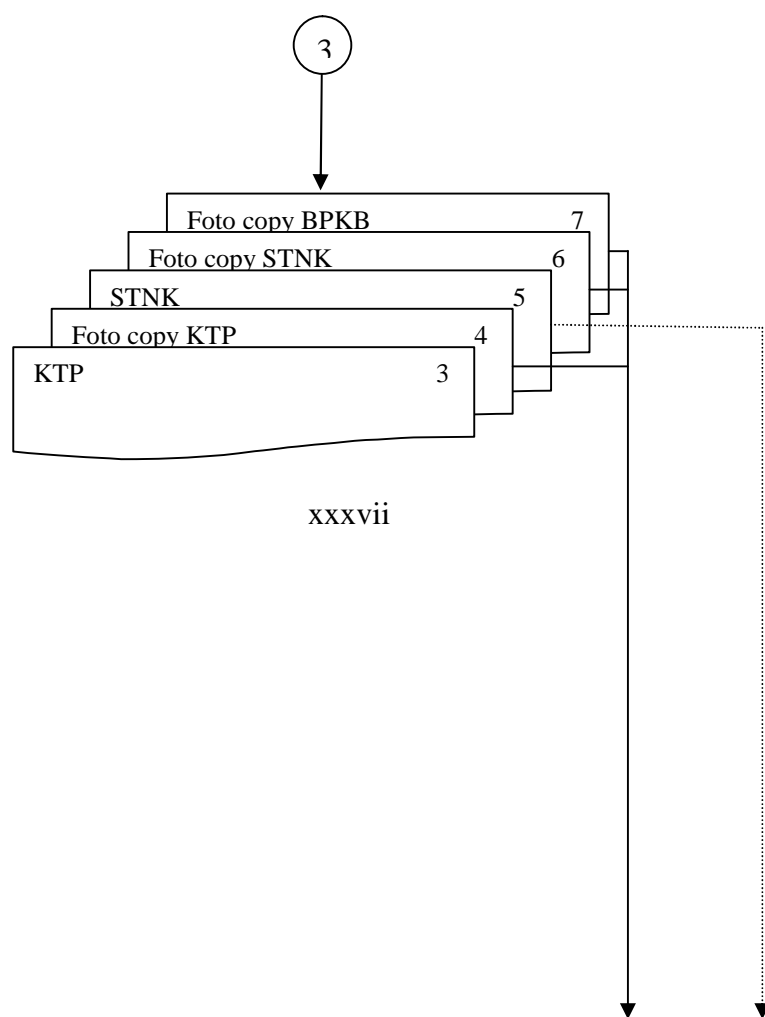 3
Foto copy BPKB 7
Foto copy STNK 6
STNK 5
Foto copy KTP 4
KTP 3
xxxvii